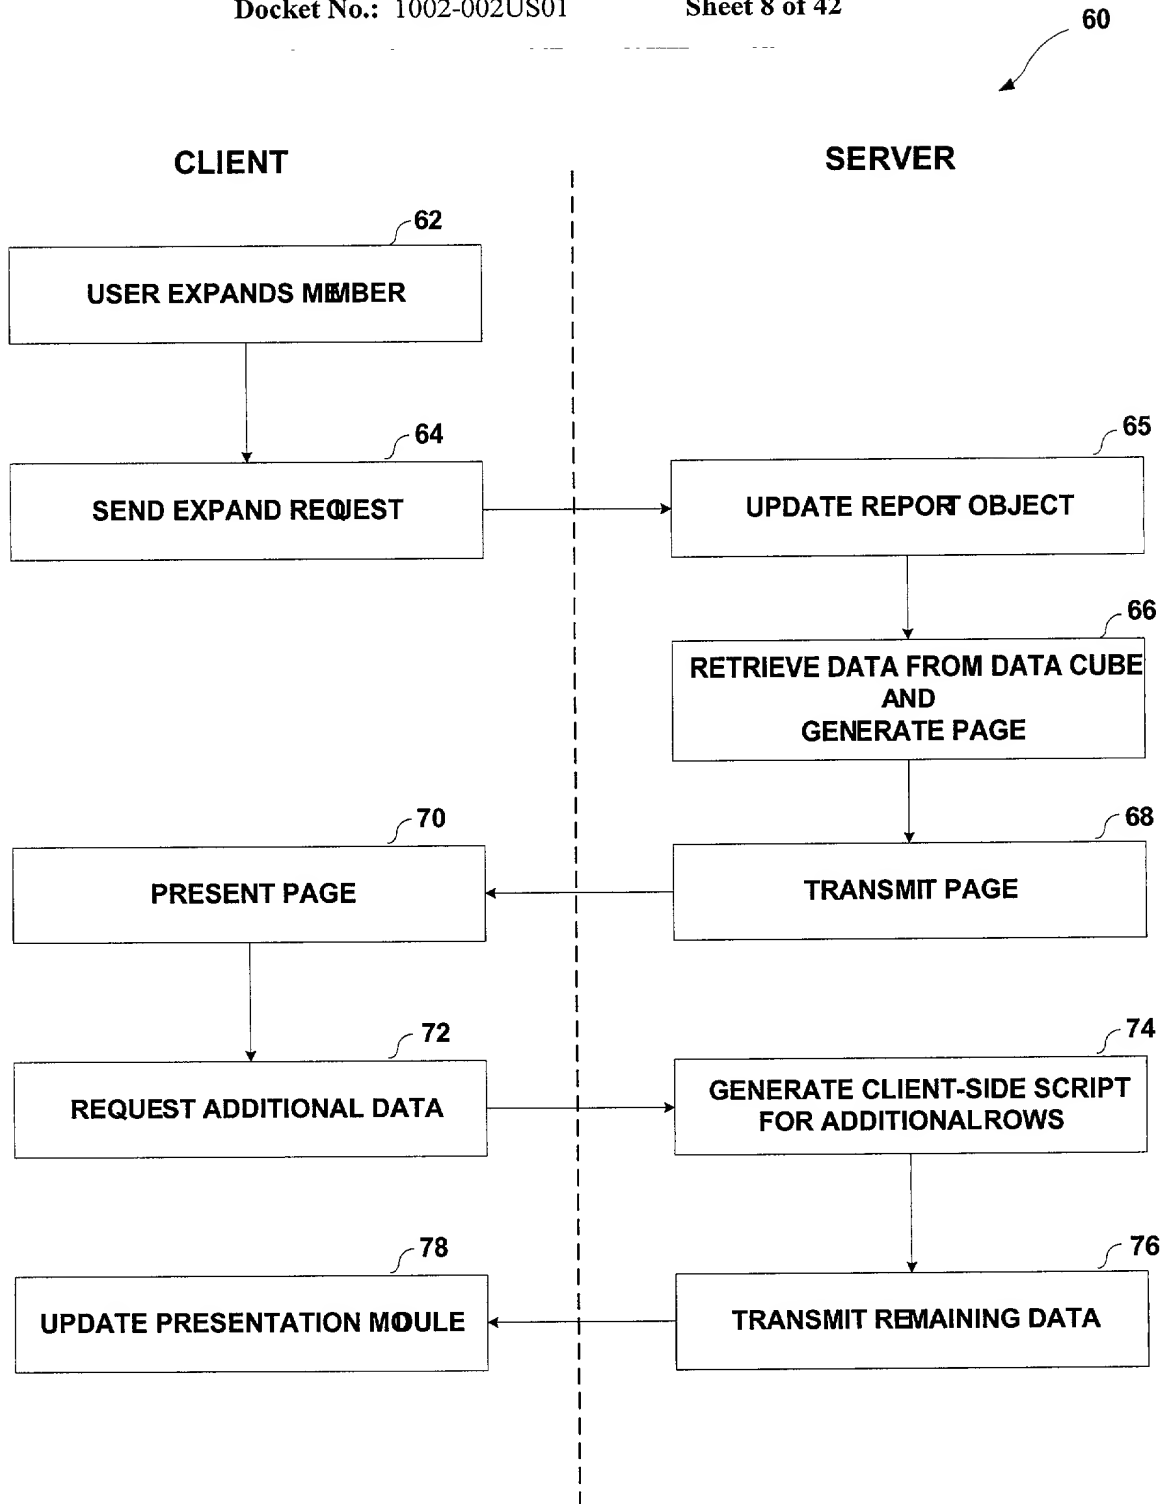 Docket No.: 1002-002US01 Sheet 8 of 42
60
CLIENT
SERVER
62
USER EXPANDS MEMBER
64
SEND EXPAND REQUEST
65
UPDATE REPORT OBJECT
66
RETRIEVE DATA FROM DATA CUBE
AND
GENERATE PAGE
68
TRANSMIT PAGE
70
PRESENT PAGE
72
REQUEST ADDITIONAL DATA
74
GENERATE CLIENT-SIDE SCRIPT
FOR ADDITIONAL ROWS
76
TRANSMIT REMAINING DATA
78
UPDATE PRESENTATION MODULE